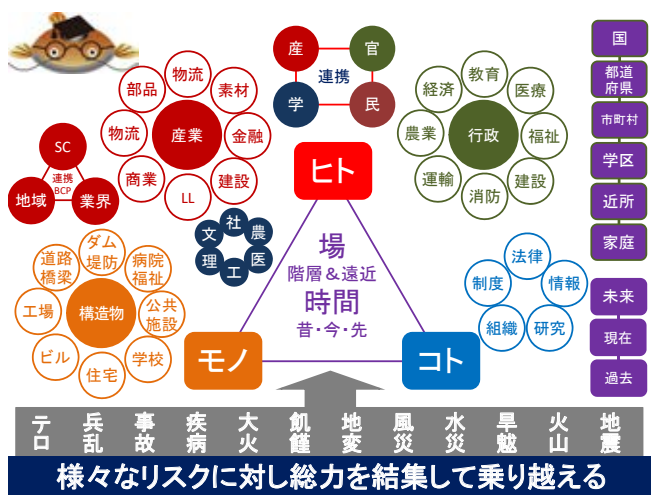 産
官
連携
学
民
国
都道
府県
市町村
学区
近所
家庭
未来
現在
過去
物流
素材
金融
建設
LL
商業
物流
部品
産業
教育
医療
福祉
建設
消防
運輸
農業
経済
行政
SC
連携
BCP
地域
業界
ヒト
社
農
医
工
理
文
場
階層＆遠近
時間
昔・今・先
モノ
コト
ダム
堤防
病院
福祉
公共
施設
学校
住宅
ビル
工場
道路
橋梁
構造物
法律
情報
研究
組織
制度
テロ
兵乱
事故
疾病
大火
飢饉
地変
風災
水災
旱魃
火山
地震
様々なリスクに対し総力を結集して乗り越える